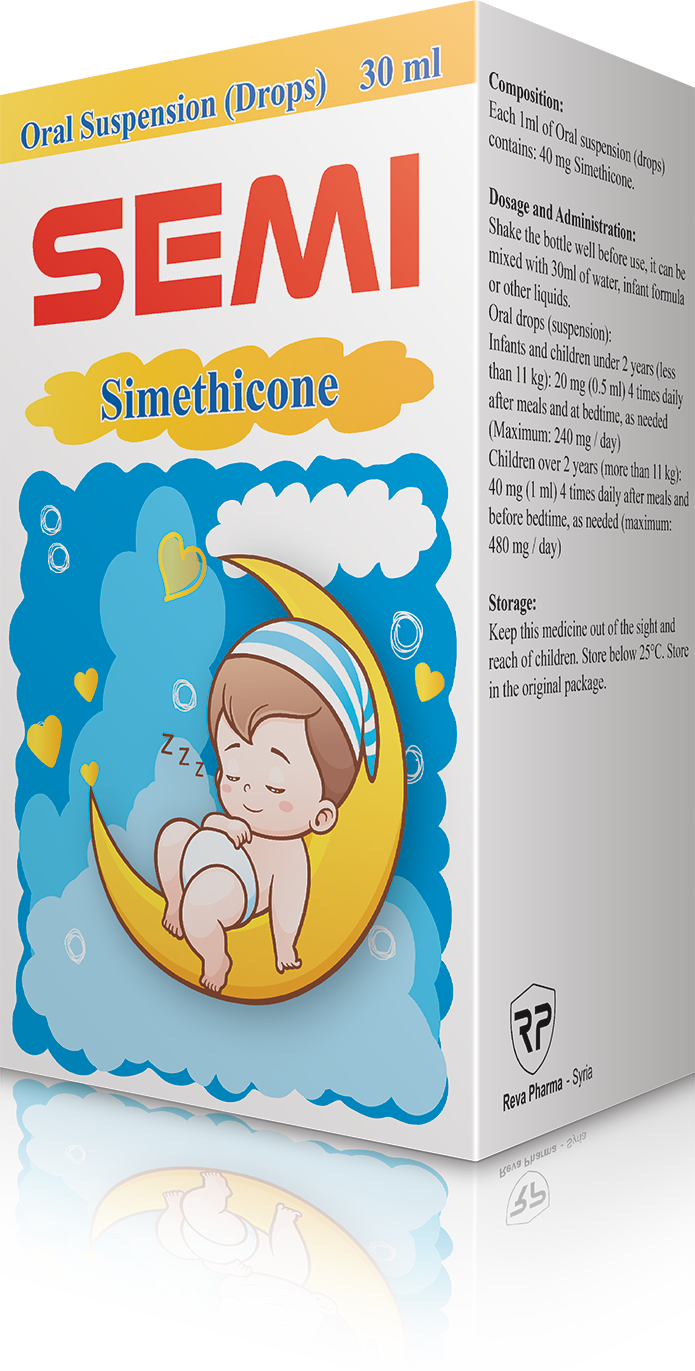 Oral Suspension (Drops) 30 ml
SEMI
Simethicone
Z Z Z
Composition:
Each 1ml of Oral suspension (drops)
contains: 40 mg Simethicone.
Dosage and Administration:
Shake the bottle well before use, it can be
mixed with 30ml of water, infant formula
or other liquids.
Oral drops (suspension):
Infants and children under 2 years (less
than 11 kg): 20 mg (0.5 ml) 4 times daily
after meals and at bedtime, as needed
(Maximum: 240 mg / day)
Children over 2 years (more than 11 kg):
40 mg (1 ml) 4 times daily after meals and
before bedtime, as needed (maximum:
480 mg / day)
Storage:
Keep this medicine out of the sight and
reach of children. Store below 25°C. Store
in the original package.
RP
Reva Pharma - Syria